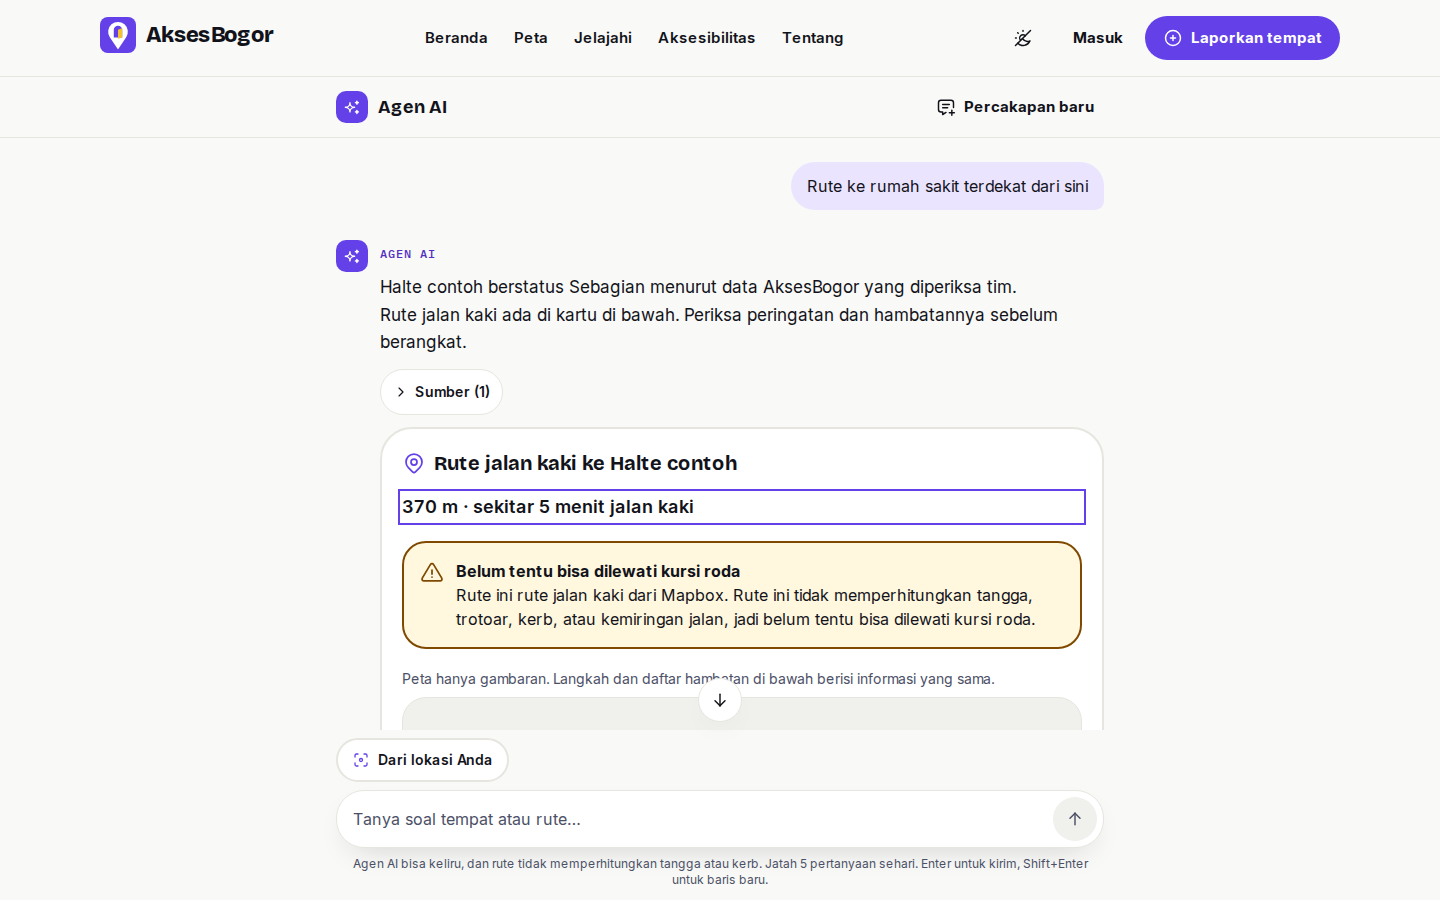 AksesBogor
Beranda
Peta
Jelajahi
Aksesibilitas
Tentang
Masuk
Laporkan tempat
Agen AI
Percakapan baru
Rute ke rumah sakit terdekat dari sini
AGEN AI
Halte contoh berstatus Sebagian menurut data AksesBogor yang diperiksa tim.
Rute jalan kaki ada di kartu di bawah. Periksa peringatan dan hambatannya sebelum
berangkat.
Sumber (1)
Rute jalan kaki ke Halte contoh
370 m · sekitar 5 menit jalan kaki
Belum tentu bisa dilewati kursi roda
Rute ini rute jalan kaki dari Mapbox. Rute ini tidak memperhitungkan tangga,
trotoar, kerb, atau kemiringan jalan, jadi belum tentu bisa dilewati kursi roda.
Peta hanya gambaran. Langkah dan daftar hambatan di bawah berisi informasi yang sama.
Dari lokasi Anda
Tanya soal tempat atau rute...
Agen AI bisa keliru, dan rute tidak memperhitungkan tangga atau kerb. Jatah 5 pertanyaan sehari. Enter untuk kirim, Shift+Enter
untuk baris baru.